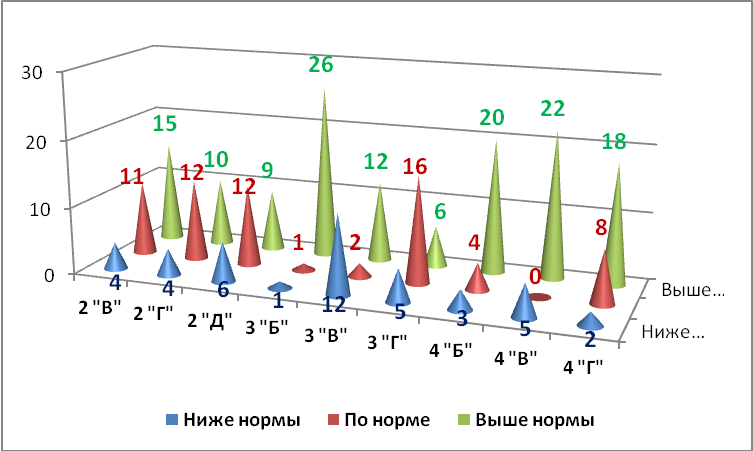 30
20
10
0
26
22
20
18
15
10
9
12
6
11
12
12
1
2
16
4
0
8
4
4
6
1
12
5
3
5
2
2 "В"
2 "Г"
2 "Д"
3 "Б"
3 "В"
3 "Г"
4 "Б"
4 "В"
4 "Г"
Выше...
Ниже...
Ниже нормы По норме Выше нормы